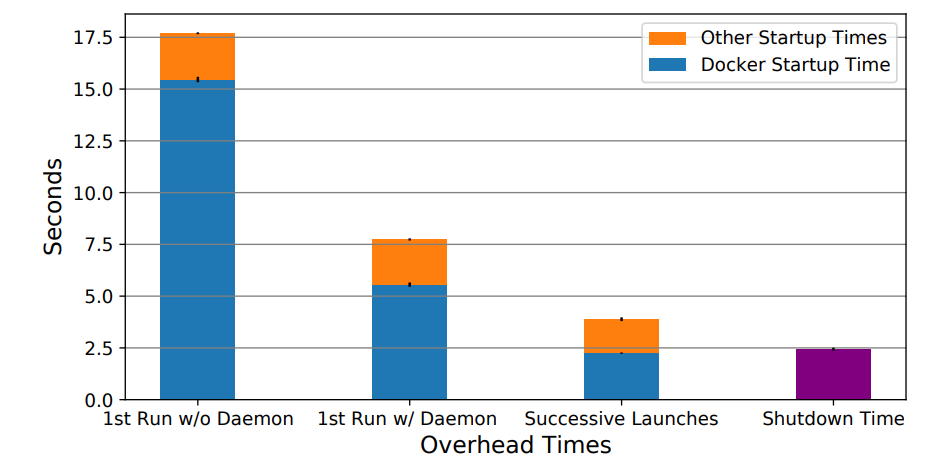 17.5
15.0
12.5
10.0
7.5
5.0
2.5
0.0
Seconds
Other Startup Times
Docker Startup Time
1st Run w/o Daemon
1st Run w/ Daemon
Successive Launches
Shutdown Time
Overhead Times